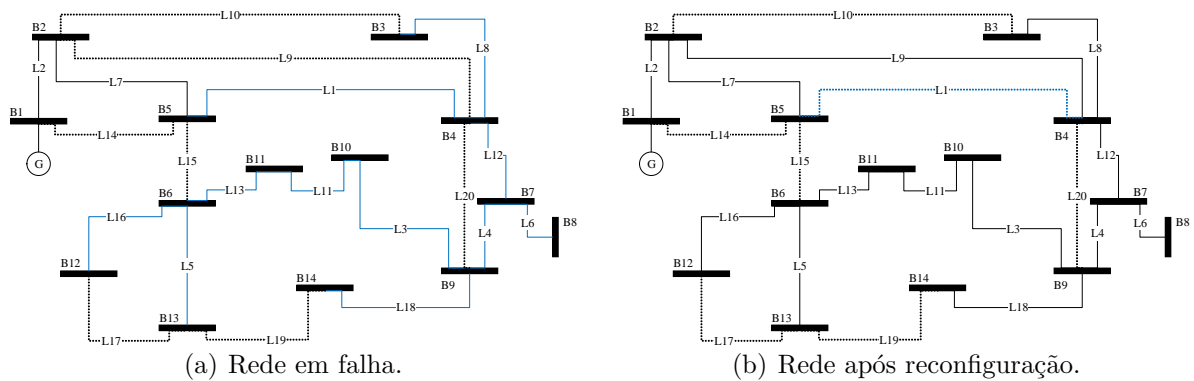 L10
B2
B3
L8
L9
L2
L7
L1
B1
B5
L14
B4
G
L15
B11
B10
L12
L13
L11
B6
B7
L20
L6
B8
L16
L3
L4
L5
B12
B14
B9
L18
B13
L17
L19
(a) Rede em falha.
L10
B2
B3
L8
L9
L2
L7
L1
B1
B5
L14
B4
G
L15
B11
B10
L12
L13
L11
B6
B7
L20
L6
B8
L16
L3
L4
L5
B12
B14
B9
L18
B13
L17
L19
(b) Rede após reconfiguração.